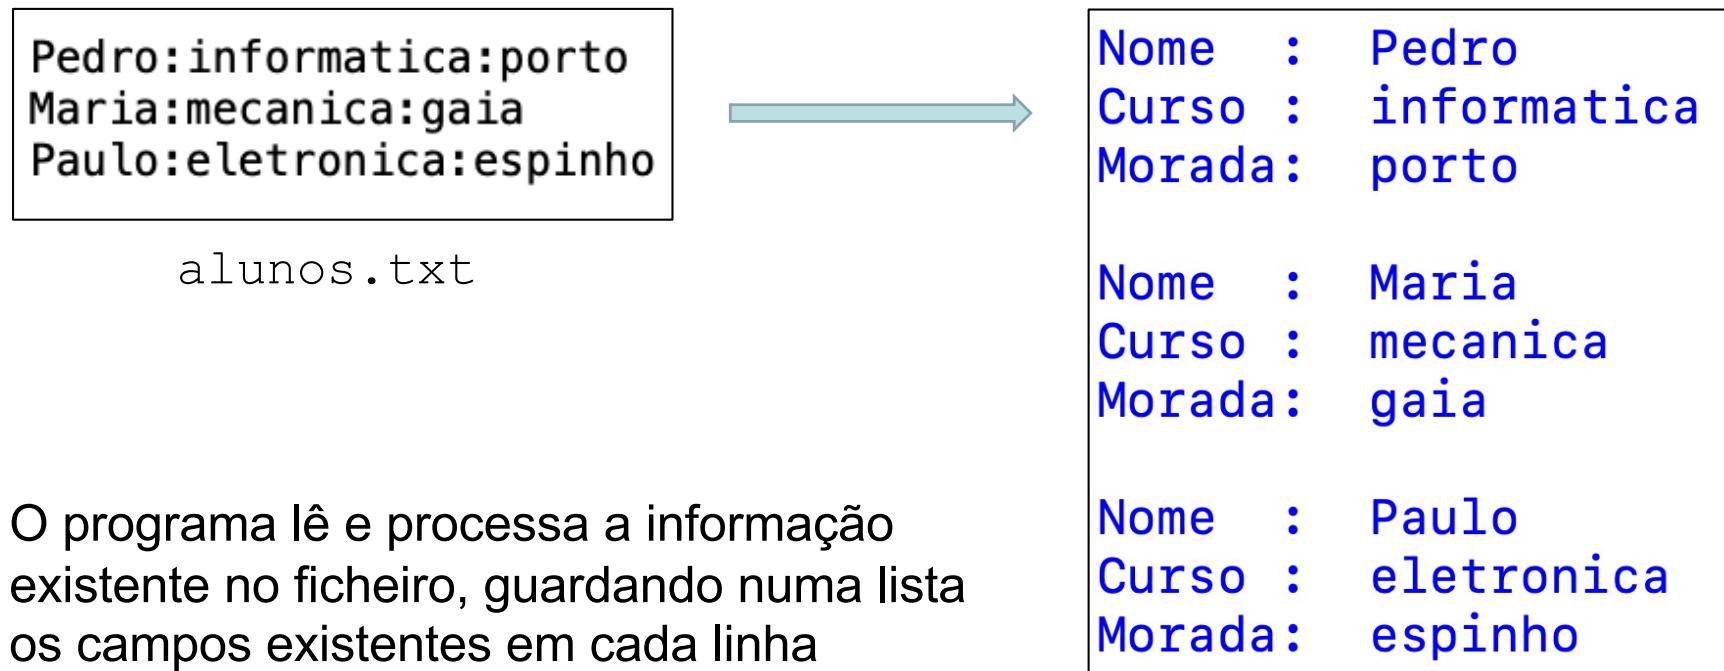 Pedro:informatica:porto
Maria:mecanica:gaia
Paulo:eletronica:espinho
alunos.txt
O programa lê e processa a informação
existente no ficheiro, guardando numa lista
os campos existentes em cada linha
Nome  :  Pedro
Curso :  informatica
Morada:  porto
Nome  :  Maria
Curso :  mecanica
Morada:  gaia
Nome  :  Paulo
Curso :  eletronica
Morada:  espinho